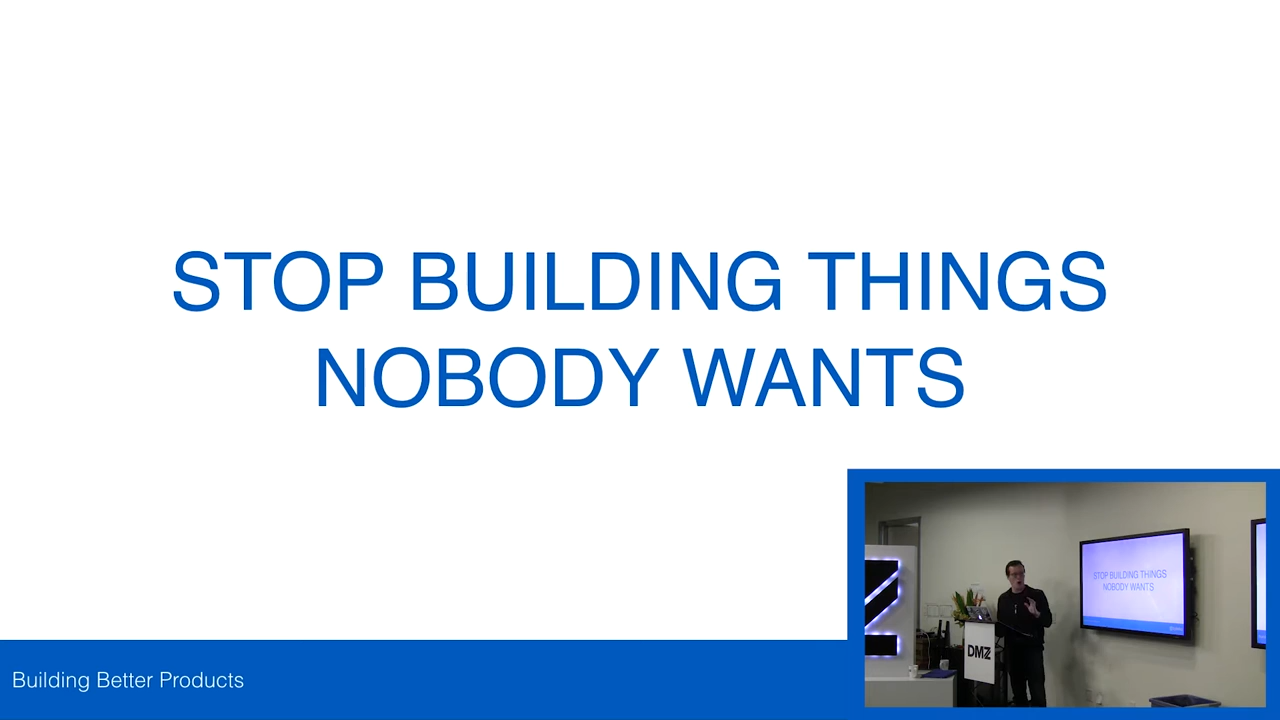 STOP BUILDING THINGS
NOBODY WANTS
Building Better Products
STOP BUILDING THINGS
NOBODY WANTS
DMZ